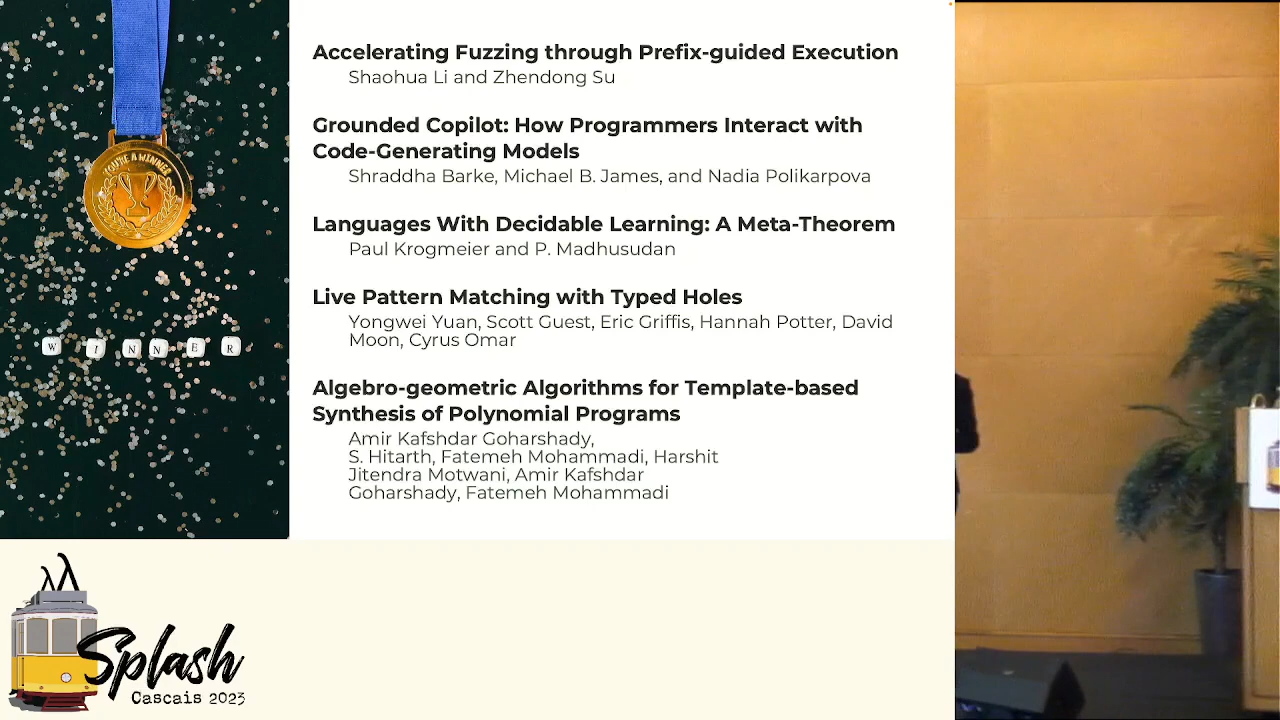 Accelerating Fuzzing through Prefix-guided Execution
Shaohua Li and Zhendong Su
Grounded Copilot: How Programmers Interact with
Code-Generating Models
Shraddha Barke, Michael B. James, and Nadia Polikarpova
Languages With Decidable Learning: A Meta-Theorem
Paul Krogmeier and P. Madhusudan
Live Pattern Matching with Typed Holes
Yongwei Yuan, Scott Guest, Eric Griffis, Hannah Potter, David
Moon, Cyrus Omar
Algebro-geometric Algorithms for Template-based
Synthesis of Polynomial Programs
Amir Kafshdar Goharshady,
S. Hitarth, Fatemeh Mohammadi, Harshit
Jitendra Motwani, Amir Kafshdar
Goharshady, Fatemeh Mohammadi
YOU'RE A WINNER
W I N N E R
Splash
Cascais 2023